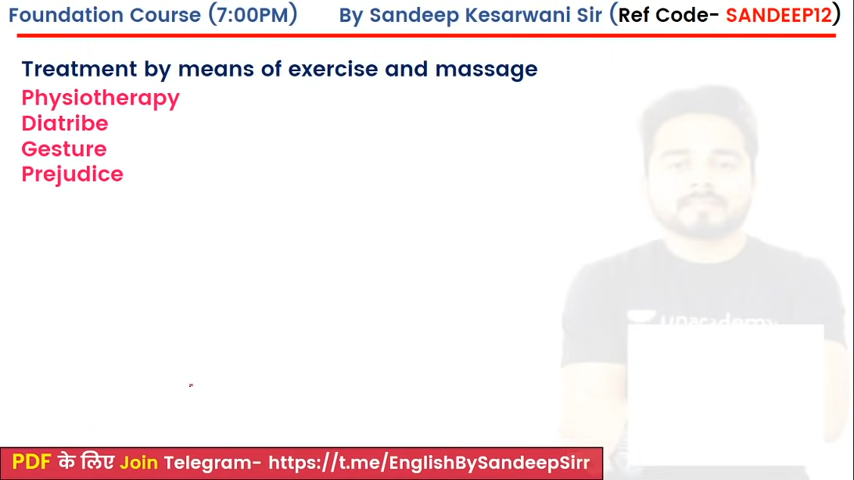 Foundation Course (7:00PM) By Sandeep Kesarwani Sir (Ref Code- SANDEEP12)
Treatment by means of exercise and massage
Physiotherapy
Diatribe
Gesture
Prejudice
unacademy
PDF के लिए Join Telegram- https://t.me/EnglishBySandeepSirr